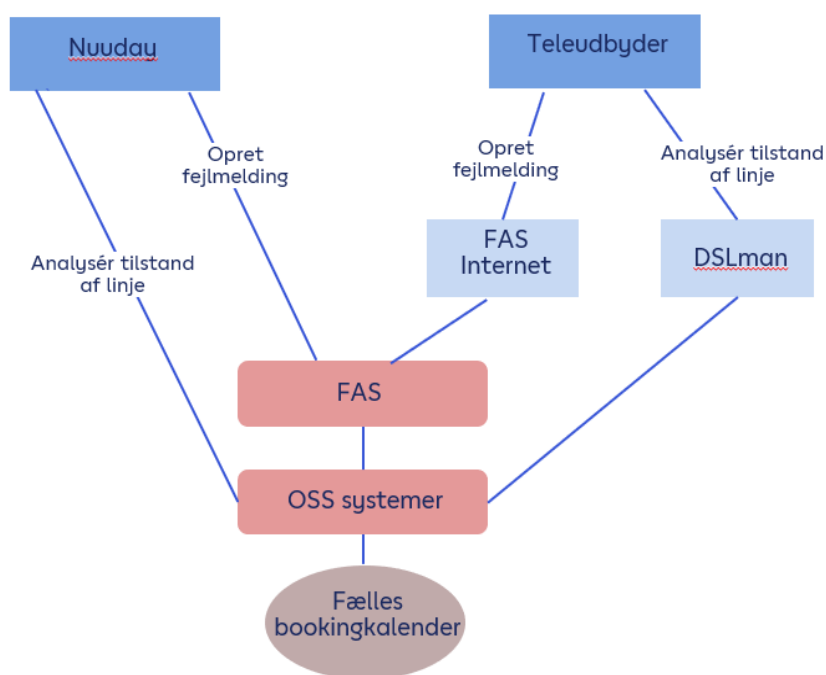 Nuuday
Teleudbyder
Opret
fejlmelding
Opret
fejlmelding
Analysér tilstand
af linje
Analysér tilstand
af linje
FAS
Internet
DSLman
FAS
OSS systemer
Fælles
bookingkalender